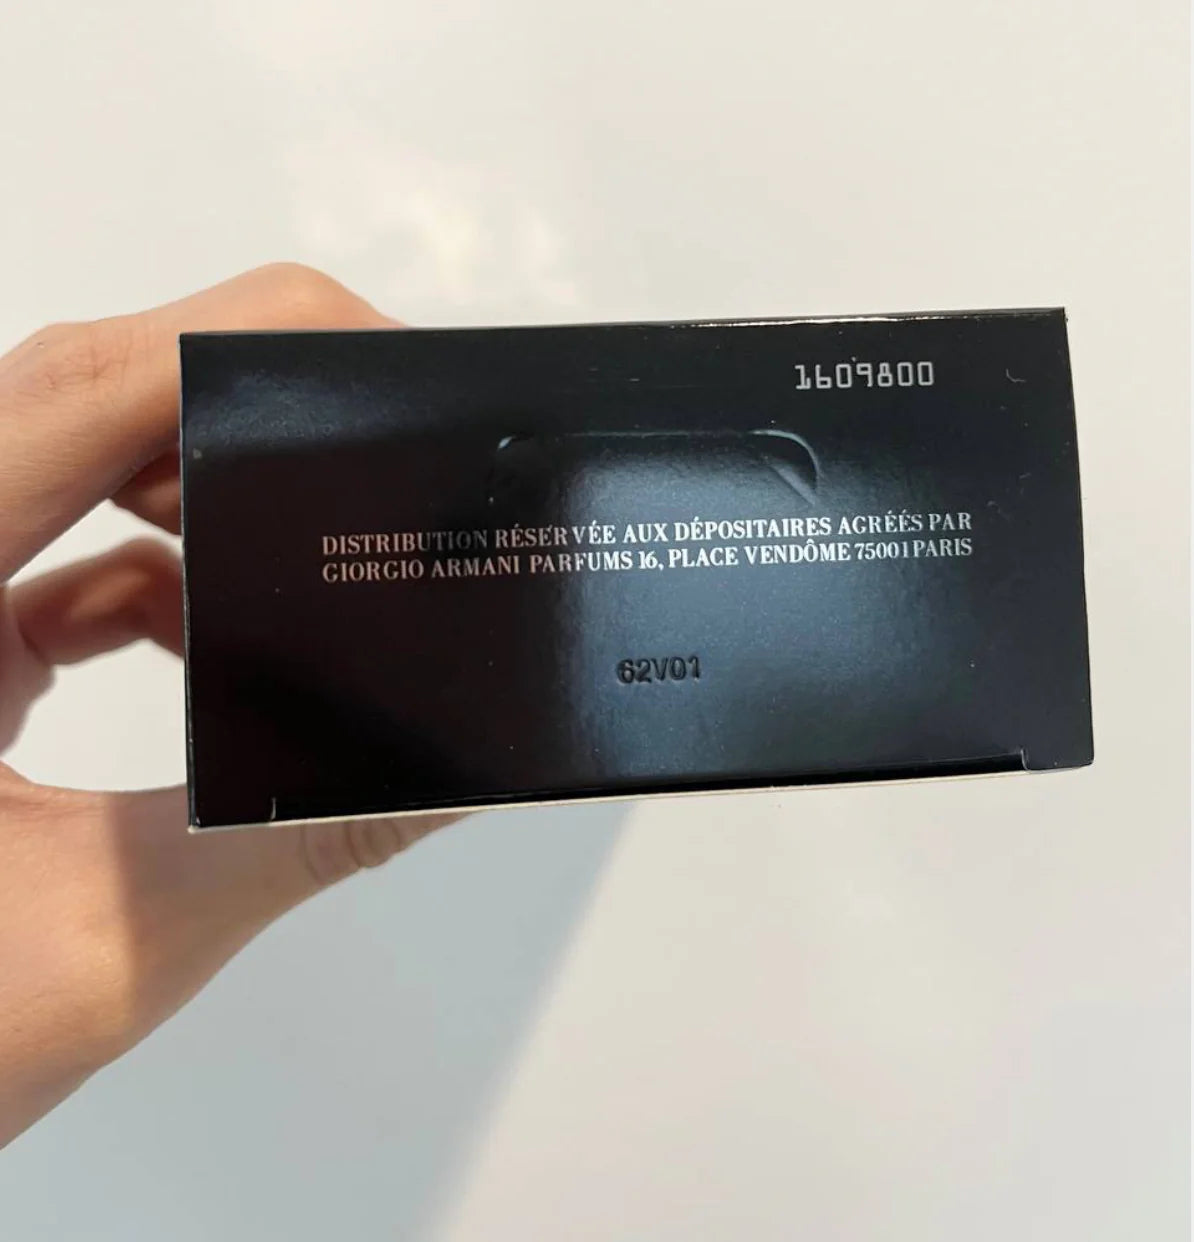 1609800
DISTRIBUTION RÉSERVÉE AUX DÉPOSITAIRES AGRÉÉS PAR
GIORGIO ARMANI PARFUMS 16, PLACE VENDÔME 75001 PARIS
62V01